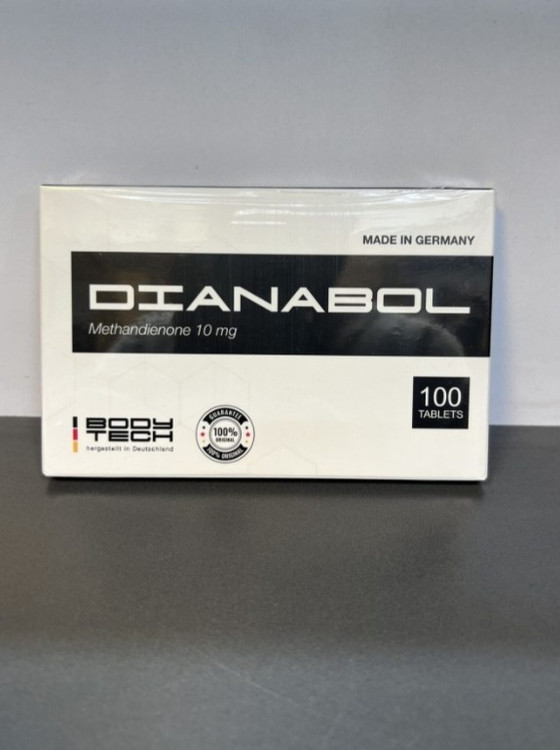 MADE IN GERMANY
DIANABOL
Methandienone 10 mg
100
TABLETS
BODY
TECH
hergestellt in Deutschland
GUARANTEE
100%
ORIGINAL
100% ORIGINAL